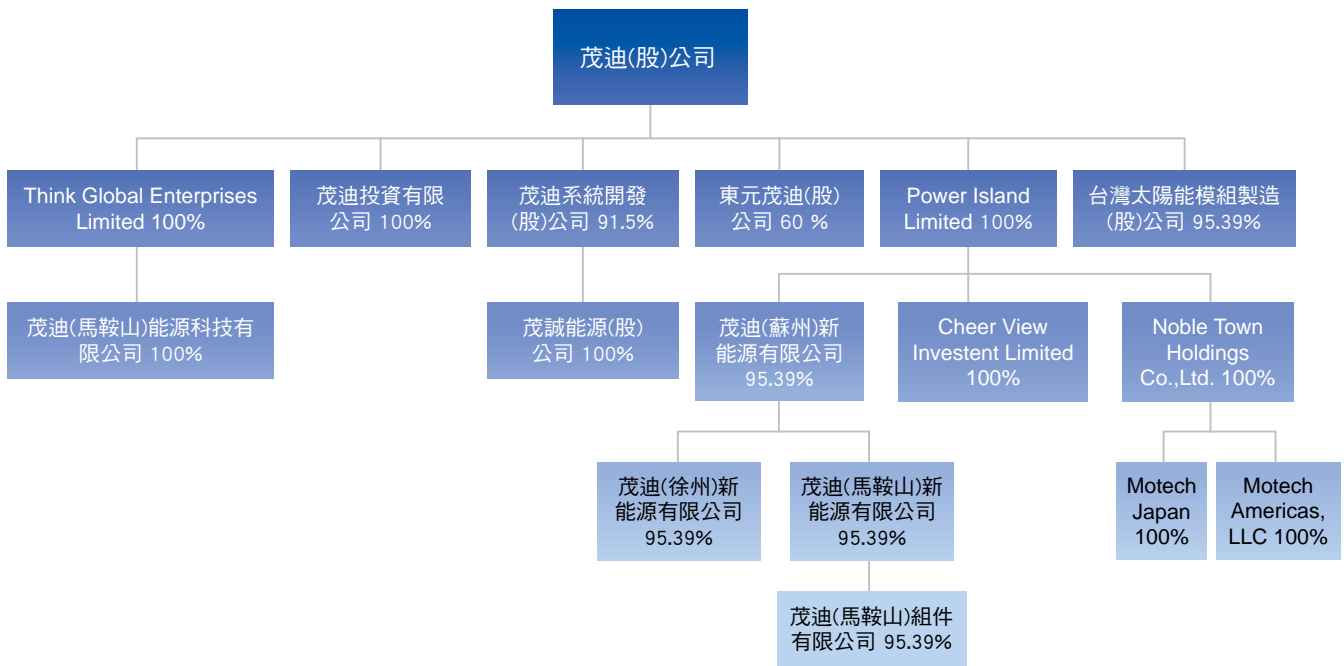 茂迪(股)公司
Think Global Enterprises
Limited 100%
茂迪投資有限
公司 100%
茂迪系統開發
(股)公司 91.5%
東元茂迪(股)
公司 60 %
Power Island
Limited 100%
台灣太陽能模組製造
(股)公司 95.39%
茂迪(馬鞍山)能源科技有
限公司 100%
茂誠能源(股)
公司 100%
茂迪(蘇州)新
能源有限公司
95.39%
Cheer View
Investent Limited
100%
Noble Town
Holdings
Co.,Ltd. 100%
茂迪(徐州)新
能源有限公司
95.39%
茂迪(馬鞍山)新
能源有限公司
95.39%
Motech
Japan
100%
Motech
Americas,
LLC 100%
茂迪(馬鞍山)組件
有限公司 95.39%